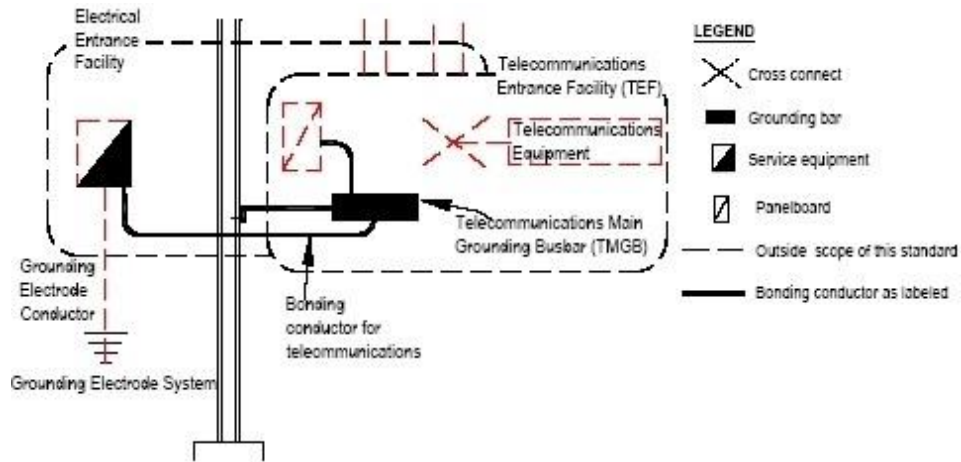 Electrical
Entrance
Facility
Telecommunications
Entrance Facility (TEF)
Telecommunications
Equipment
Telecommunications Main
Grounding Busbar (TMGB)
Grounding
Electrode
Conductor
Bonding
conductor for
telecommunications
Grounding Electrode System
LEGEND
Cross connect
Grounding bar
Service equipment
Panelboard
Outside scope of this standard
Bonding conductor as labeled